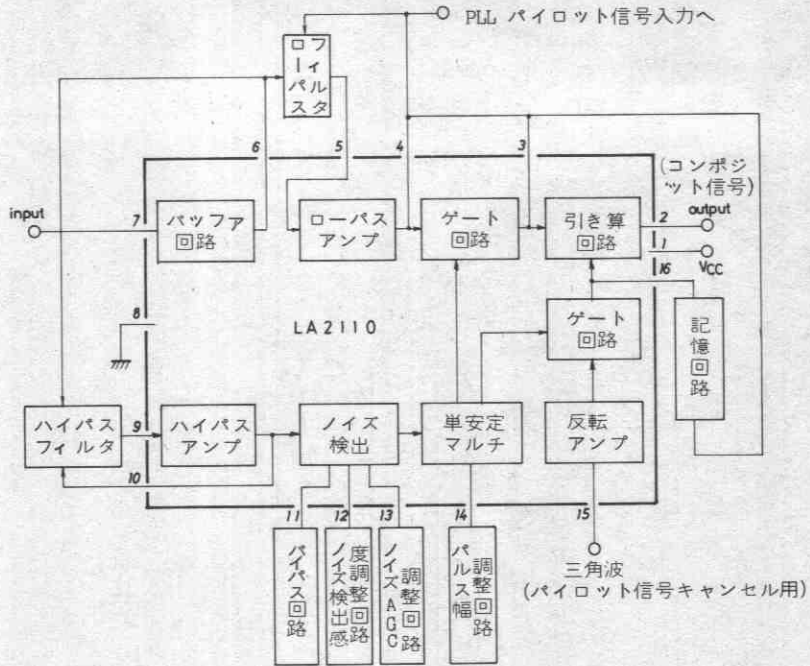 PLL パイロット信号入力へ
ローパス
フィルタ
6
5
4
3
(コンポジ
ット信号)
input
7
バッファ
回路
ローパス
アンプ
ゲート
回路
引き算
回路
2
output
1
VCC
16
8
LA2110
ゲート
回路
記憶回路
ハイパス
フィルタ
9
ハイパス
アンプ
ノイズ
検出
単安定
マルチ
反転
アンプ
10
11
12
13
14
15
バイパス回路
ノイズ検出感
度調整回路
ノイズAGC
調整回路
パルス幅
調整回路
三角波
(パイロット信号キャンセル用)